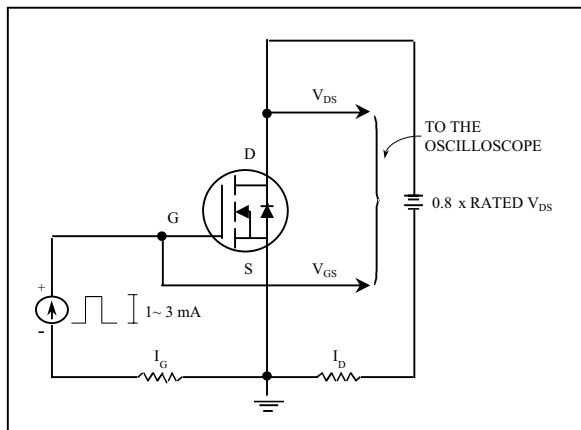 V_DS
TO THE
OSCILLOSCOPE
D
0.8 x RATED V_DS
G
S
V_GS
+
-
1~ 3 mA
I_G
I_D